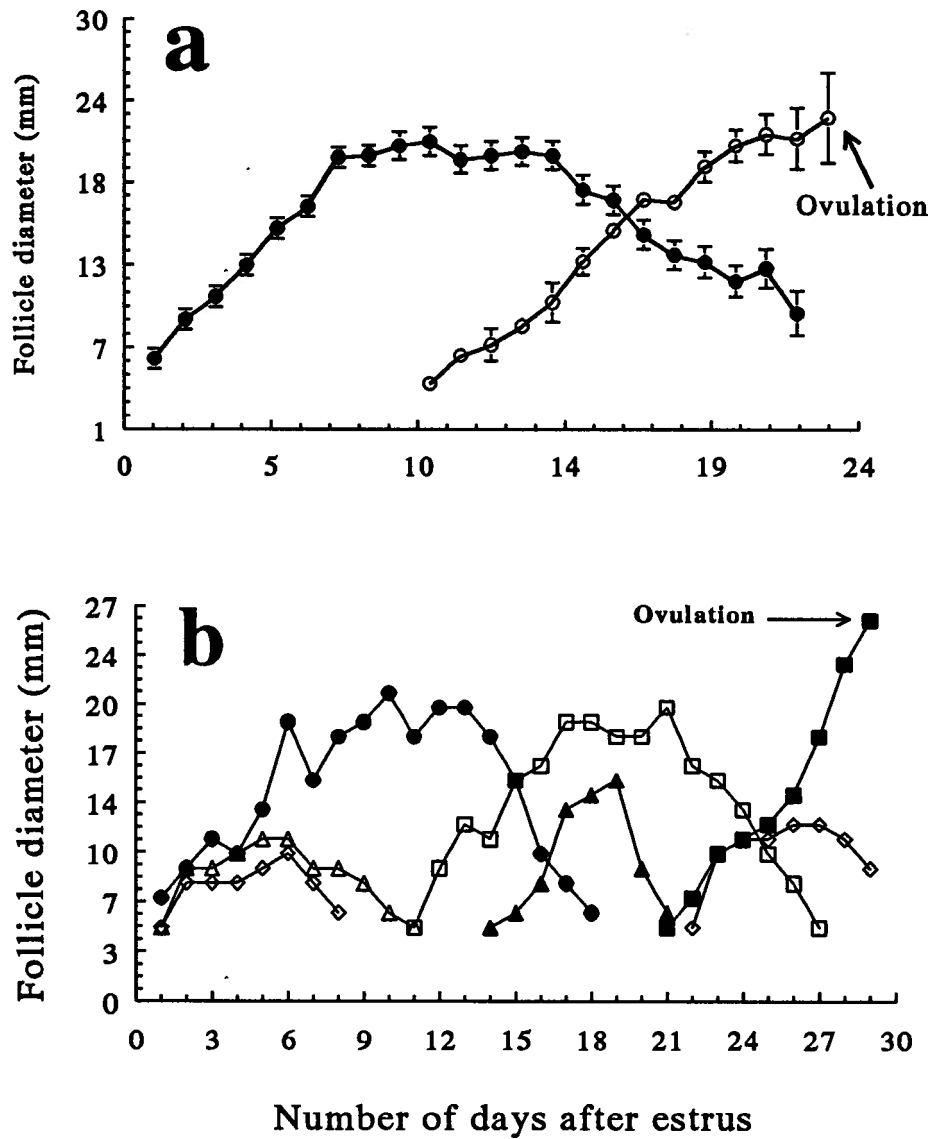 a
Follicle diameter (mm)
30
24
18
13
7
1
Ovulation
0 5 10 14 19 24
b
Follicle diameter (mm)
27
24
20
17
14
10
7
3
0
Ovulation
0 3 6 9 12 15 18 21 24 27 30
Number of days after estrus